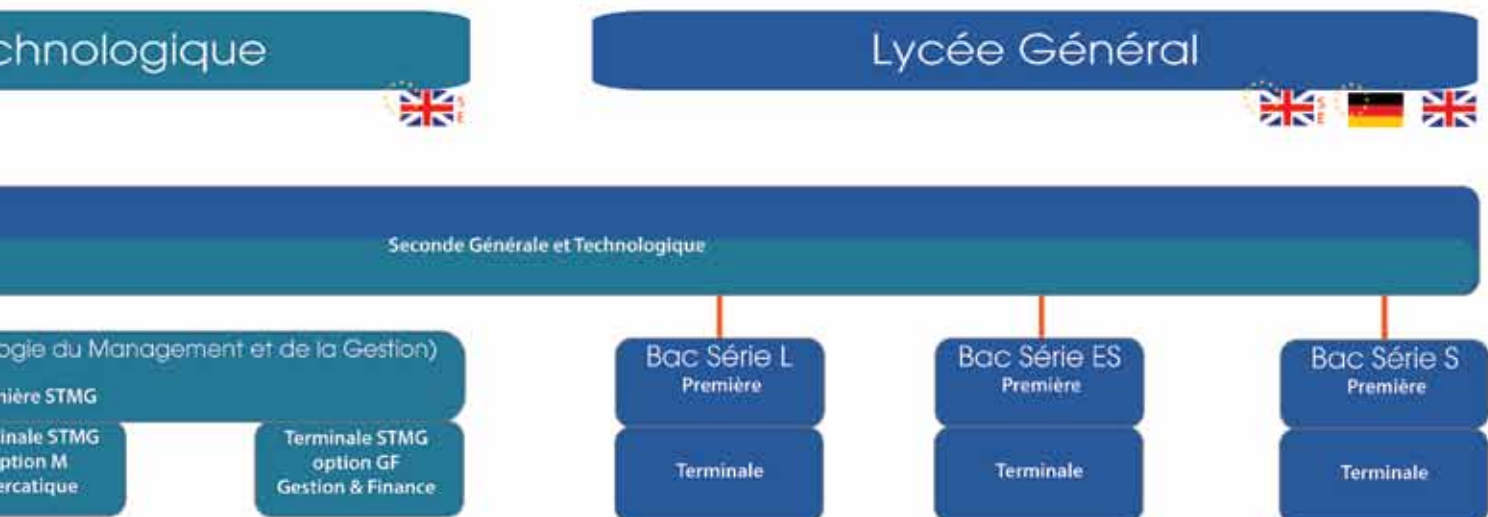 chnologique
Lycée Général
S
E
S
E
Seconde Générale et Technologique
ogie du Management et de la Gestion)
nière STMG
inale STMG
ption M
ercatique
Terminale STMG
option GF
Gestion & Finance
Bac Série L
Première
Terminale
Bac Série ES
Première
Terminale
Bac Série S
Première
Terminale